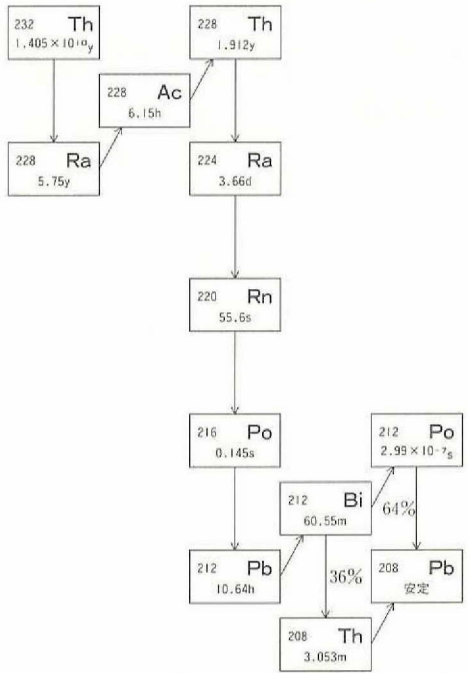 232 Th
1.405×10¹⁰y
228 Th
1.912y
228 Ac
6.15h
228 Ra
5.75y
224 Ra
3.66d
220 Rn
55.6s
216 Po
0.145s
212 Po
2.99×10⁻⁷s
212 Bi
60.55m
64%
212 Pb
10.64h
36%
208 Pb
安定
208 Th
3.053m